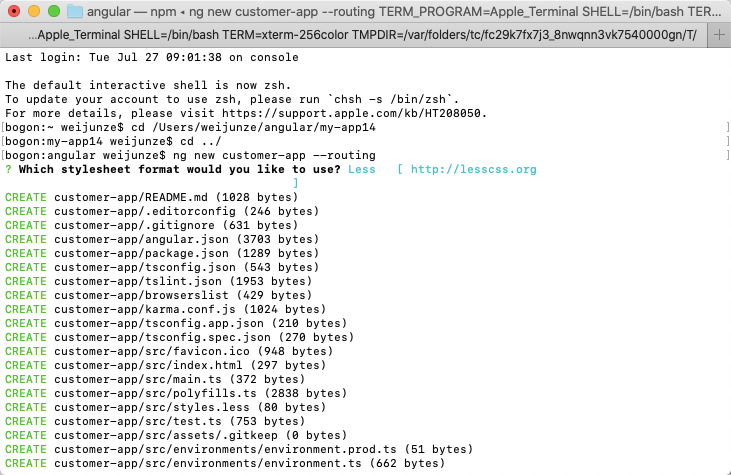 angular — npm ◂ ng new customer-app --routing TERM_PROGRAM=Apple_Terminal SHELL=/bin/bash TER...
...Apple_Terminal SHELL=/bin/bash TERM=xterm-256color TMPDIR=/var/folders/tc/fc29k7fx7j3_8nwqnn3vk7540000gn/T/ +
Last login: Tue Jul 27 09:01:38 on console
The default interactive shell is now zsh.
To update your account to use zsh, please run `chsh -s /bin/zsh`.
For more details, please visit https://support.apple.com/kb/HT208050.
[bogon:~ weijunze$ cd /Users/weijunze/angular/my-app14 ]
[bogon:my-app14 weijunze$ cd ../ ]
[bogon:angular weijunze$ ng new customer-app --routing ]
? Which stylesheet format would you like to use? Less [ http://lesscss.org
]
CREATE customer-app/README.md (1028 bytes)
CREATE customer-app/.editorconfig (246 bytes)
CREATE customer-app/.gitignore (631 bytes)
CREATE customer-app/angular.json (3703 bytes)
CREATE customer-app/package.json (1289 bytes)
CREATE customer-app/tsconfig.json (543 bytes)
CREATE customer-app/tslint.json (1953 bytes)
CREATE customer-app/browserslist (429 bytes)
CREATE customer-app/karma.conf.js (1024 bytes)
CREATE customer-app/tsconfig.app.json (210 bytes)
CREATE customer-app/tsconfig.spec.json (270 bytes)
CREATE customer-app/src/favicon.ico (948 bytes)
CREATE customer-app/src/index.html (297 bytes)
CREATE customer-app/src/main.ts (372 bytes)
CREATE customer-app/src/polyfills.ts (2838 bytes)
CREATE customer-app/src/styles.less (80 bytes)
CREATE customer-app/src/test.ts (753 bytes)
CREATE customer-app/src/assets/.gitkeep (0 bytes)
CREATE customer-app/src/environments/environment.prod.ts (51 bytes)
CREATE customer-app/src/environments/environment.ts (662 bytes)